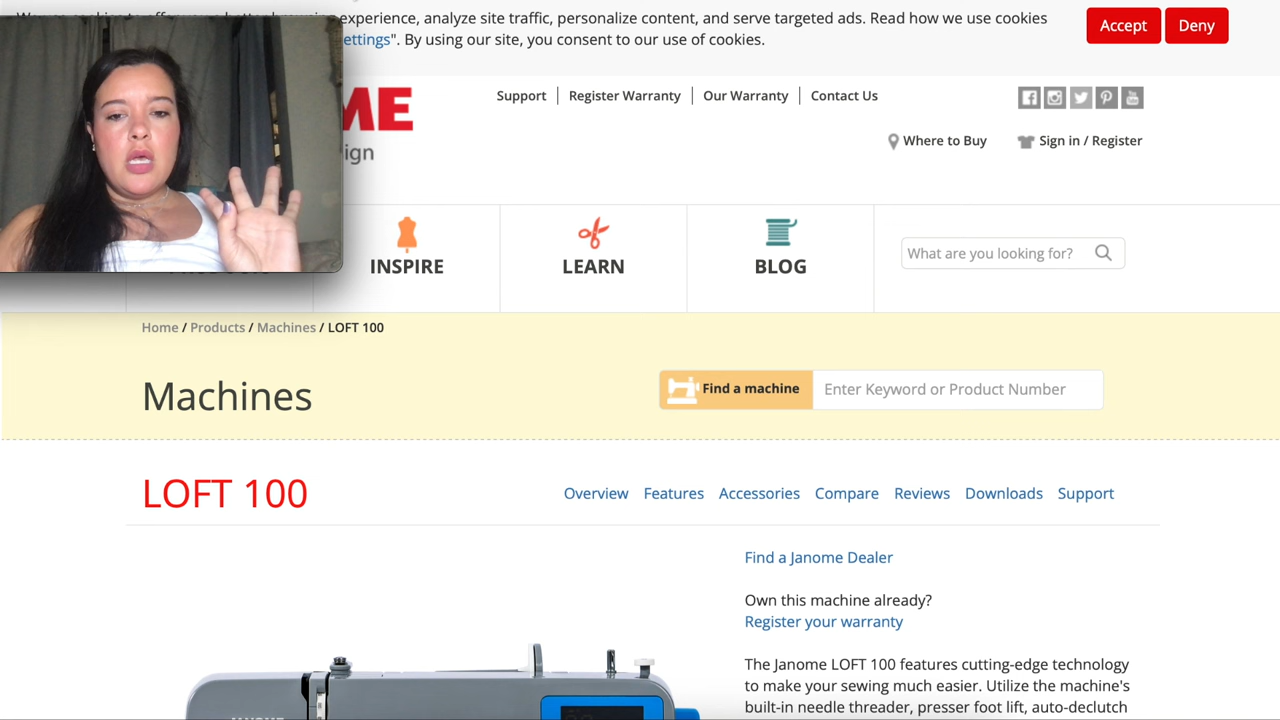 experience, analyze site traffic, personalize content, and serve targeted ads. Read how we use cookies
ettings". By using our site, you consent to our use of cookies.
Accept
Deny
ME
ign
Support
Register Warranty
Our Warranty
Contact Us
Where to Buy
Sign in / Register
INSPIRE
LEARN
BLOG
What are you looking for?
Home / Products / Machines / LOFT 100
Machines
Find a machine
Enter Keyword or Product Number
LOFT 100
Overview
Features
Accessories
Compare
Reviews
Downloads
Support
Find a Janome Dealer
Own this machine already?
Register your warranty
The Janome LOFT 100 features cutting-edge technology
to make your sewing much easier. Utilize the machine's
built-in needle threader, presser foot lift, auto-declutch